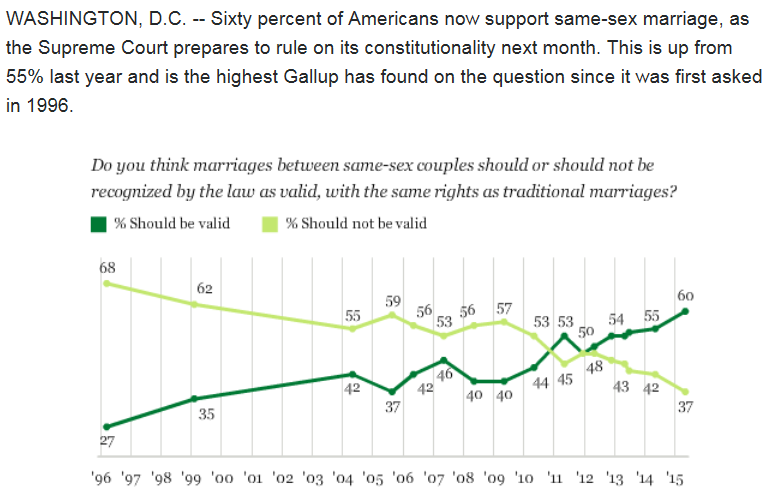 WASHINGTON, D.C. -- Sixty percent of Americans now support same-sex marriage, as
the Supreme Court prepares to rule on its constitutionality next month. This is up from
55% last year and is the highest Gallup has found on the question since it was first asked
in 1996.
Do you think marriages between same-sex couples should or should not be
recognized by the law as valid, with the same rights as traditional marriages?
% Should be valid % Should not be valid
68 62 55 59 56 53 56 57 53 53 50 54 55 60
27 35 42 37 42 46 40 40 44 45 48 43 42 37
'96 '97 '98 '99 '00 '01 '02 '03 '04 '05 '06 '07 '08 '09 '10 '11 '12 '13 '14 '15